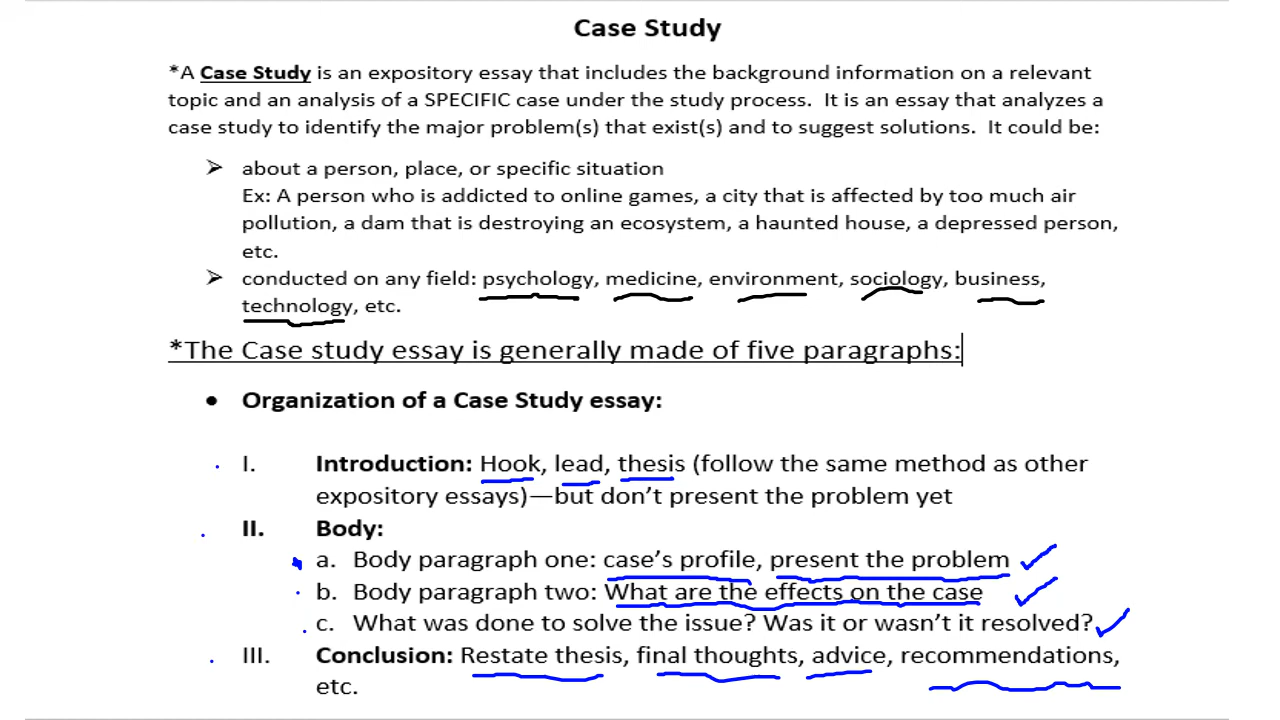 Case Study
*A Case Study is an expository essay that includes the background information on a relevant
topic and an analysis of a SPECIFIC case under the study process.  It is an essay that analyzes a
case study to identify the major problem(s) that exist(s) and to suggest solutions.  It could be:
➢ about a person, place, or specific situation
Ex: A person who is addicted to online games, a city that is affected by too much air
pollution, a dam that is destroying an ecosystem, a haunted house, a depressed person,
etc.
➢ conducted on any field: psychology, medicine, environment, sociology, business,
technology, etc.
*The Case study essay is generally made of five paragraphs:
• Organization of a Case Study essay:
I. Introduction: Hook, lead, thesis (follow the same method as other
expository essays)—but don't present the problem yet
II. Body:
a. Body paragraph one: case's profile, present the problem
b. Body paragraph two: What are the effects on the case
c. What was done to solve the issue? Was it or wasn't it resolved?
III. Conclusion: Restate thesis, final thoughts, advice, recommendations,
etc.